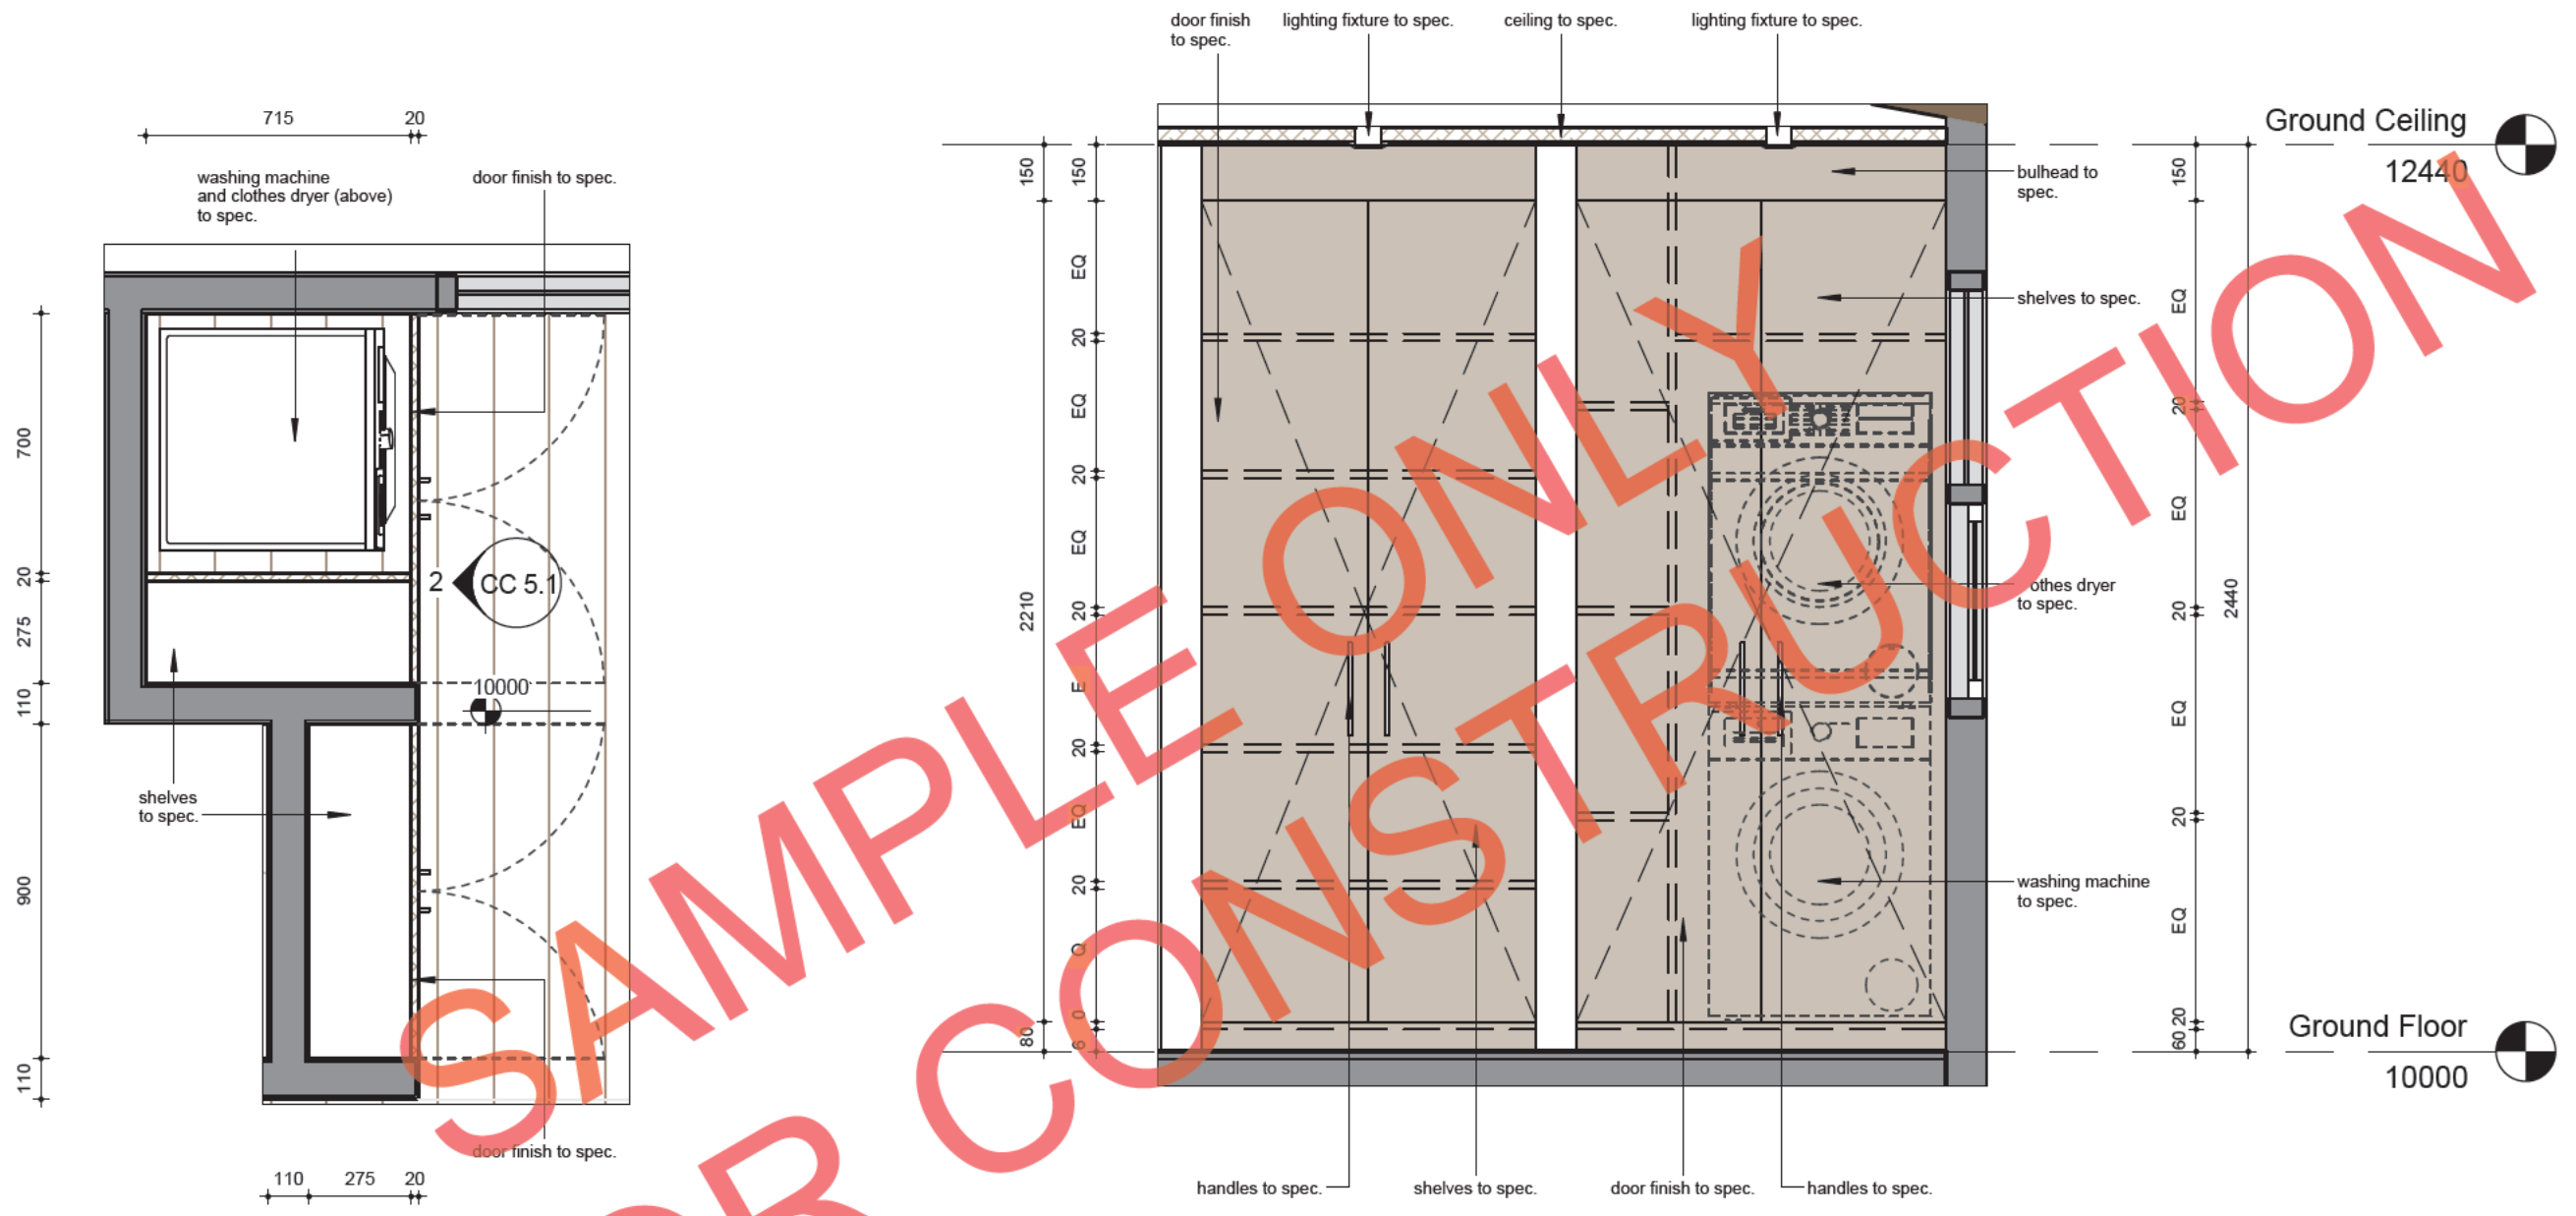 door finish
to spec.
lighting fixture to spec.
ceiling to spec.
lighting fixture to spec.
715
20
washing machine
and clothes dryer (above)
to spec.
door finish to spec.
700
20
275
110
900
110
2
CC 5.1
10000
shelves
to spec.
door finish to spec.
110
275
20
150
2210
80
150
EQ
20
EQ
20
EQ
20
20
EQ
20
bulhead to
spec.
shelves to spec.
othes dryer
to spec.
washing machine
to spec.
handles to spec.
shelves to spec.
door finish to spec.
handles to spec.
150
EQ
20
EQ
20
EQ
20
EQ
20
60
2440
Ground Ceiling
12440
Ground Floor
10000
SAMPLE ONLY
OR CONSTRUCTION